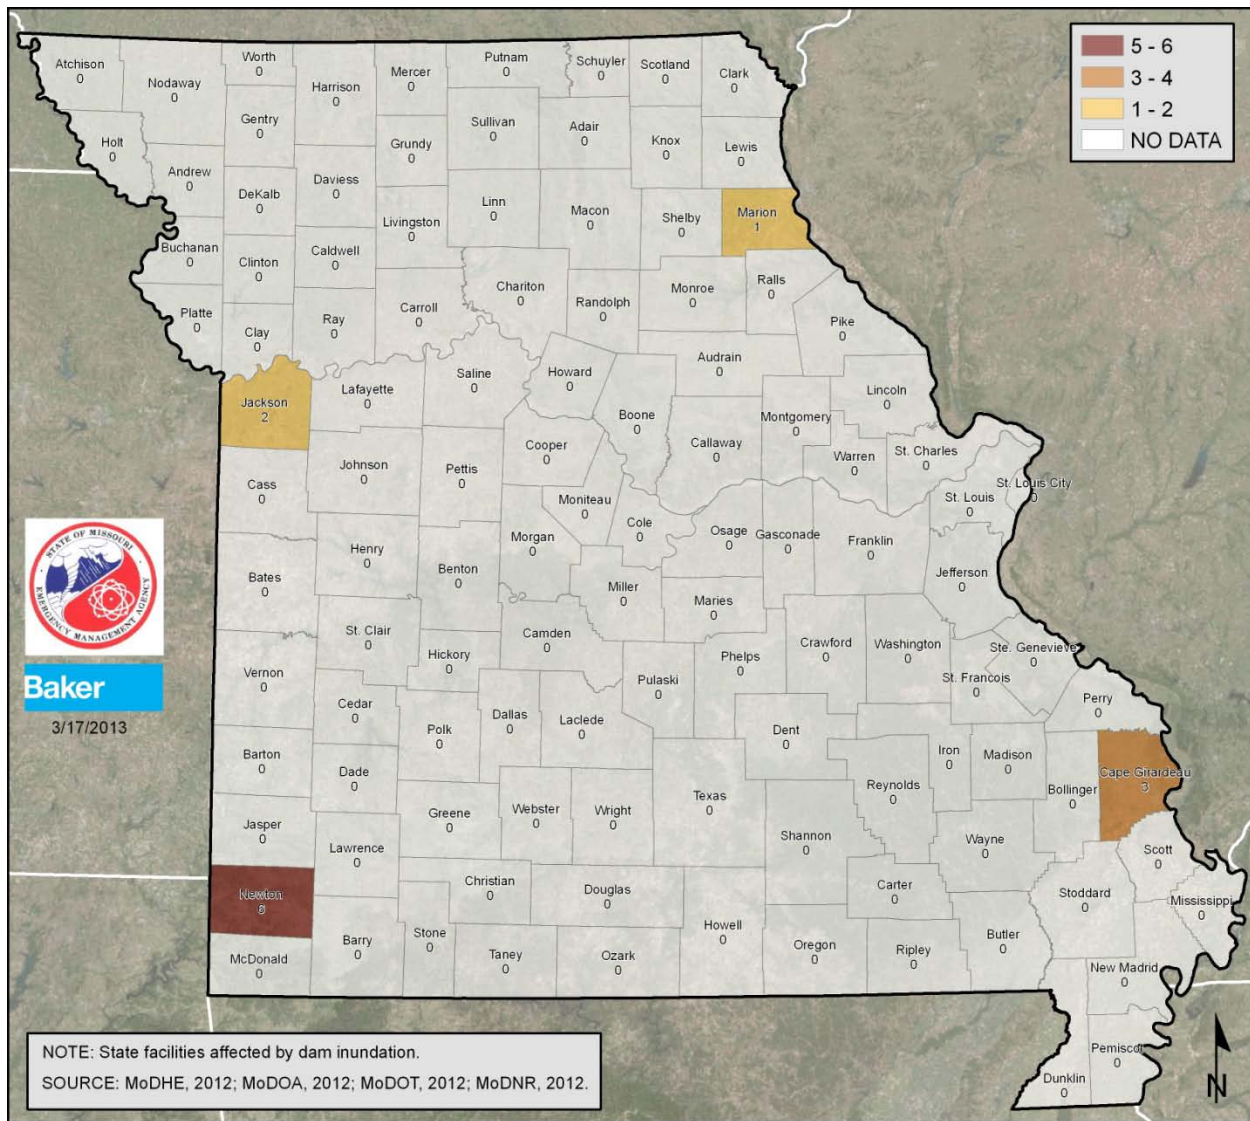 5 - 6
3 - 4
1 - 2
NO DATA
Atchison
0
Nodaway
0
Worth
0
Harrison
0
Mercer
0
Putnam
0
Schuyler
0
Scotland
0
Clark
0
Holt
0
Gentry
0
Sullivan
0
Adair
0
Knox
0
Lewis
0
Andrew
0
DeKalb
0
Daviess
0
Grundy
0
Livingston
0
Linn
0
Macon
0
Shelby
0
Marion
1
Buchanan
0
Clinton
0
Caldwell
0
Chariton
0
Randolph
0
Monroe
0
Ralls
0
Platte
0
Clay
0
Ray
0
Carroll
0
Pike
0
Audrain
0
Jackson
2
Lafayette
0
Saline
0
Howard
0
Boone
0
Callaway
0
Montgomery
0
Lincoln
0
Warren
0
St. Charles
0
St. Louis City
0
St. Louis
0
Cass
0
Johnson
0
Pettis
0
Cooper
0
Moniteau
0
Cole
0
Osage
0
Gasconade
0
Franklin
0
Jefferson
0
STATE OF MISSOURI
EMERGENCY MANAGEMENT AGENCY
Baker
3/17/2013
Bates
0
Henry
0
Benton
0
Morgan
0
Miller
0
Maries
0
St. Clair
0
Hickory
0
Camden
0
Pulaski
0
Phelps
0
Crawford
0
Washington
0
St. Francois
0
Ste. Genevieve
0
Perry
0
Vernon
0
Cedar
0
Polk
0
Dallas
0
Laclede
0
Dent
0
Iron
0
Madison
0
Bollinger
0
Cape Girardeau
3
Barton
0
Dade
0
Greene
0
Webster
0
Wright
0
Texas
0
Shannon
0
Reynolds
0
Wayne
0
Scott
0
Jasper
0
Lawrence
0
Christian
0
Douglas
0
Howell
0
Carter
0
Stoddard
0
Mississippi
0
Newton
6
McDonald
0
Barry
0
Stone
0
Taney
0
Ozark
0
Oregon
0
Ripley
0
Butler
0
New Madrid
0
Pemiscot
0
Dunklin
0
NOTE: State facilities affected by dam inundation.
SOURCE: MoDHE, 2012; MoDOA, 2012; MoDOT, 2012; MoDNR, 2012.
N